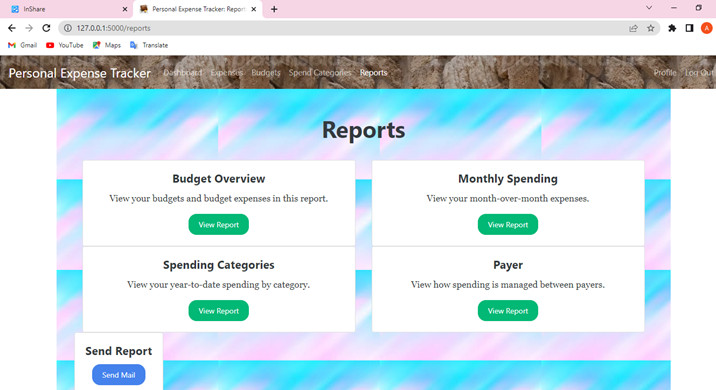 InShare
Personal Expense Tracker: Report
127.0.0.1:5000/reports
Gmail
YouTube
Maps
Translate
A
Personal Expense Tracker
Dashboard
Expenses
Budgets
Spend Categories
Reports
Profile
Log Out
Reports
Budget Overview
View your budgets and budget expenses in this report.
View Report
Monthly Spending
View your month-over-month expenses.
View Report
Spending Categories
View your year-to-date spending by category.
View Report
Payer
View how spending is managed between payers.
View Report
Send Report
Send Mail